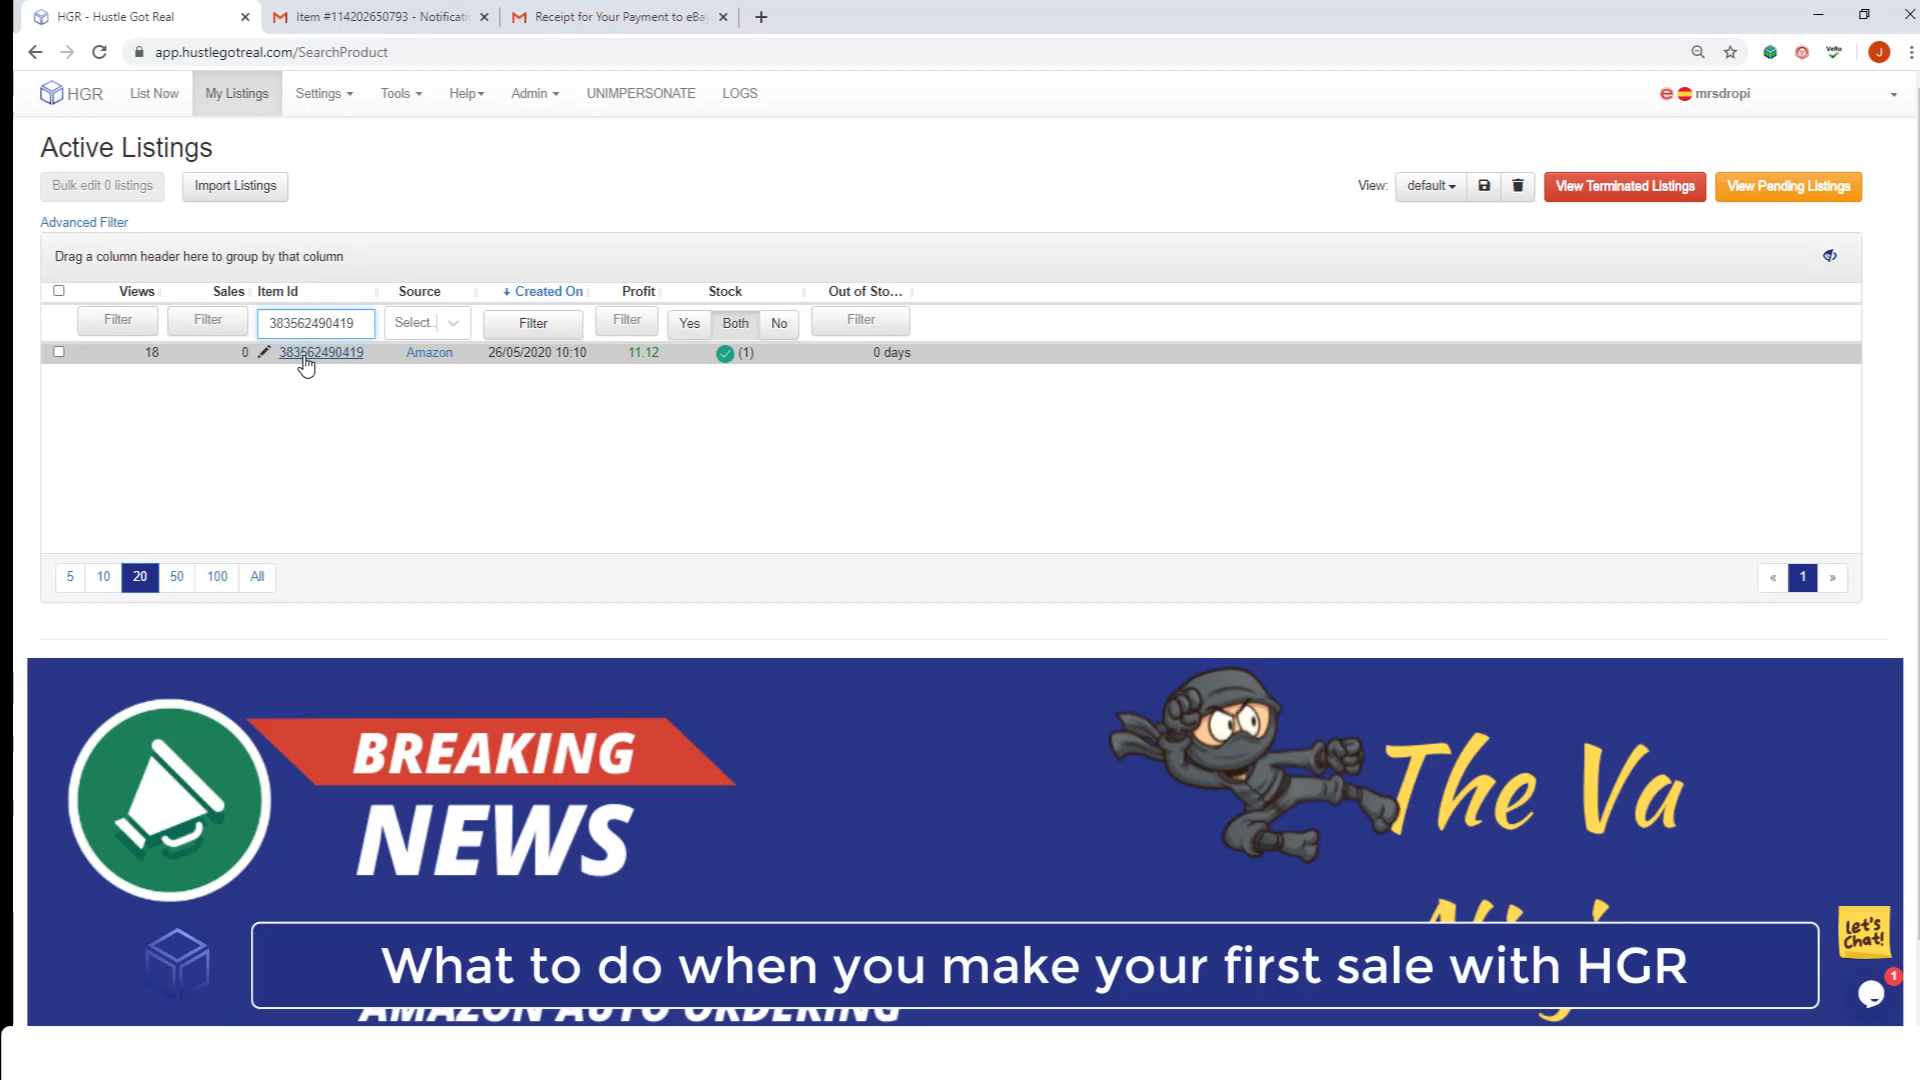 HGR - Hustle Got Real
Item #114202650793 - Notificati
Receipt for Your Payment to eBay
app.hustlegotreal.com/SearchProduct
VeRo
J
HGR
List Now
My Listings
Settings
Tools
Help
Admin
UNIMPERSONATE
LOGS
mrsdropi
Active Listings
Bulk edit 0 listings
Import Listings
View:
default
View Terminated Listings
View Pending Listings
Advanced Filter
Drag a column header here to group by that column
Views Sales Item Id Source Created On Profit Stock Out of Sto...
Filter Filter 383562490419 Select.. Filter Filter Yes Both No Filter
18 0 383562490419 Amazon 26/05/2020 10:10 11.12 (1) 0 days
5 10 20 50 100 All
« 1 »
BREAKING
NEWS
The Va
let's
Chat!
What to do when you make your first sale with HGR
1
AMAZON AUTO ORDERING